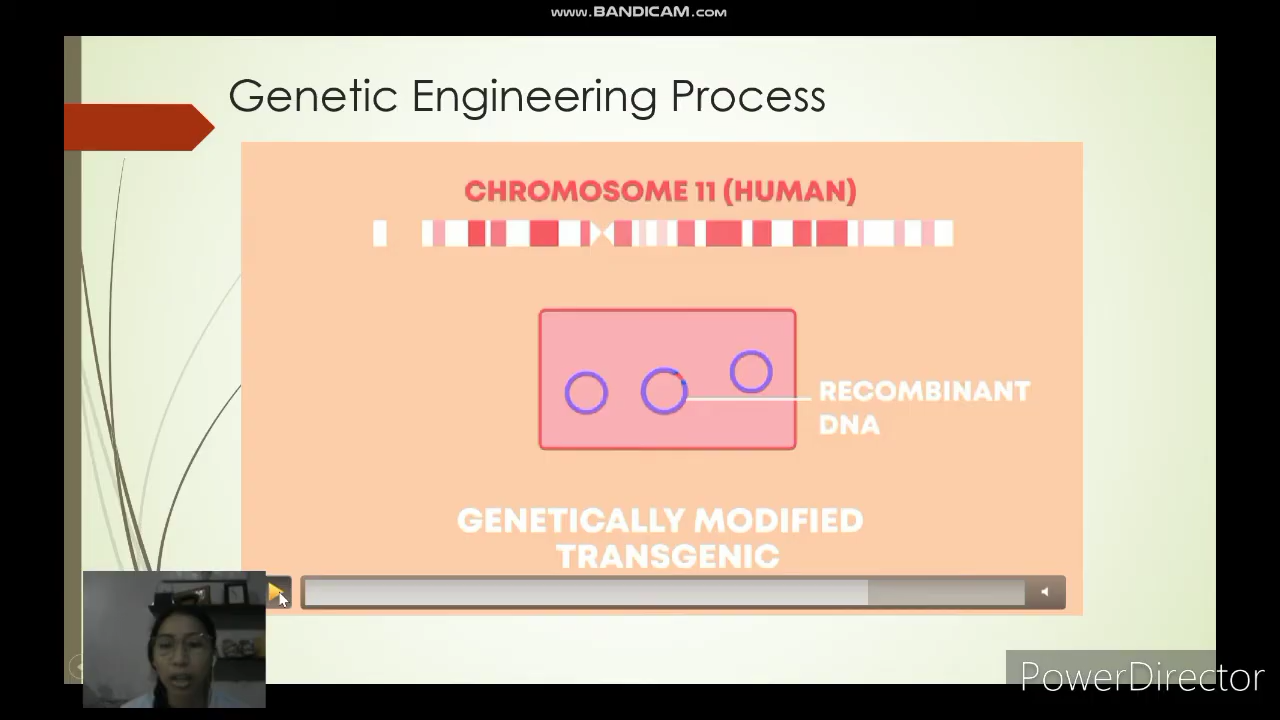 www.BANDICAM.com
Genetic Engineering Process
CHROMOSOME 11 (HUMAN)
RECOMBINANT
DNA
GENETICALLY MODIFIED
TRANSGENIC
PowerDirector